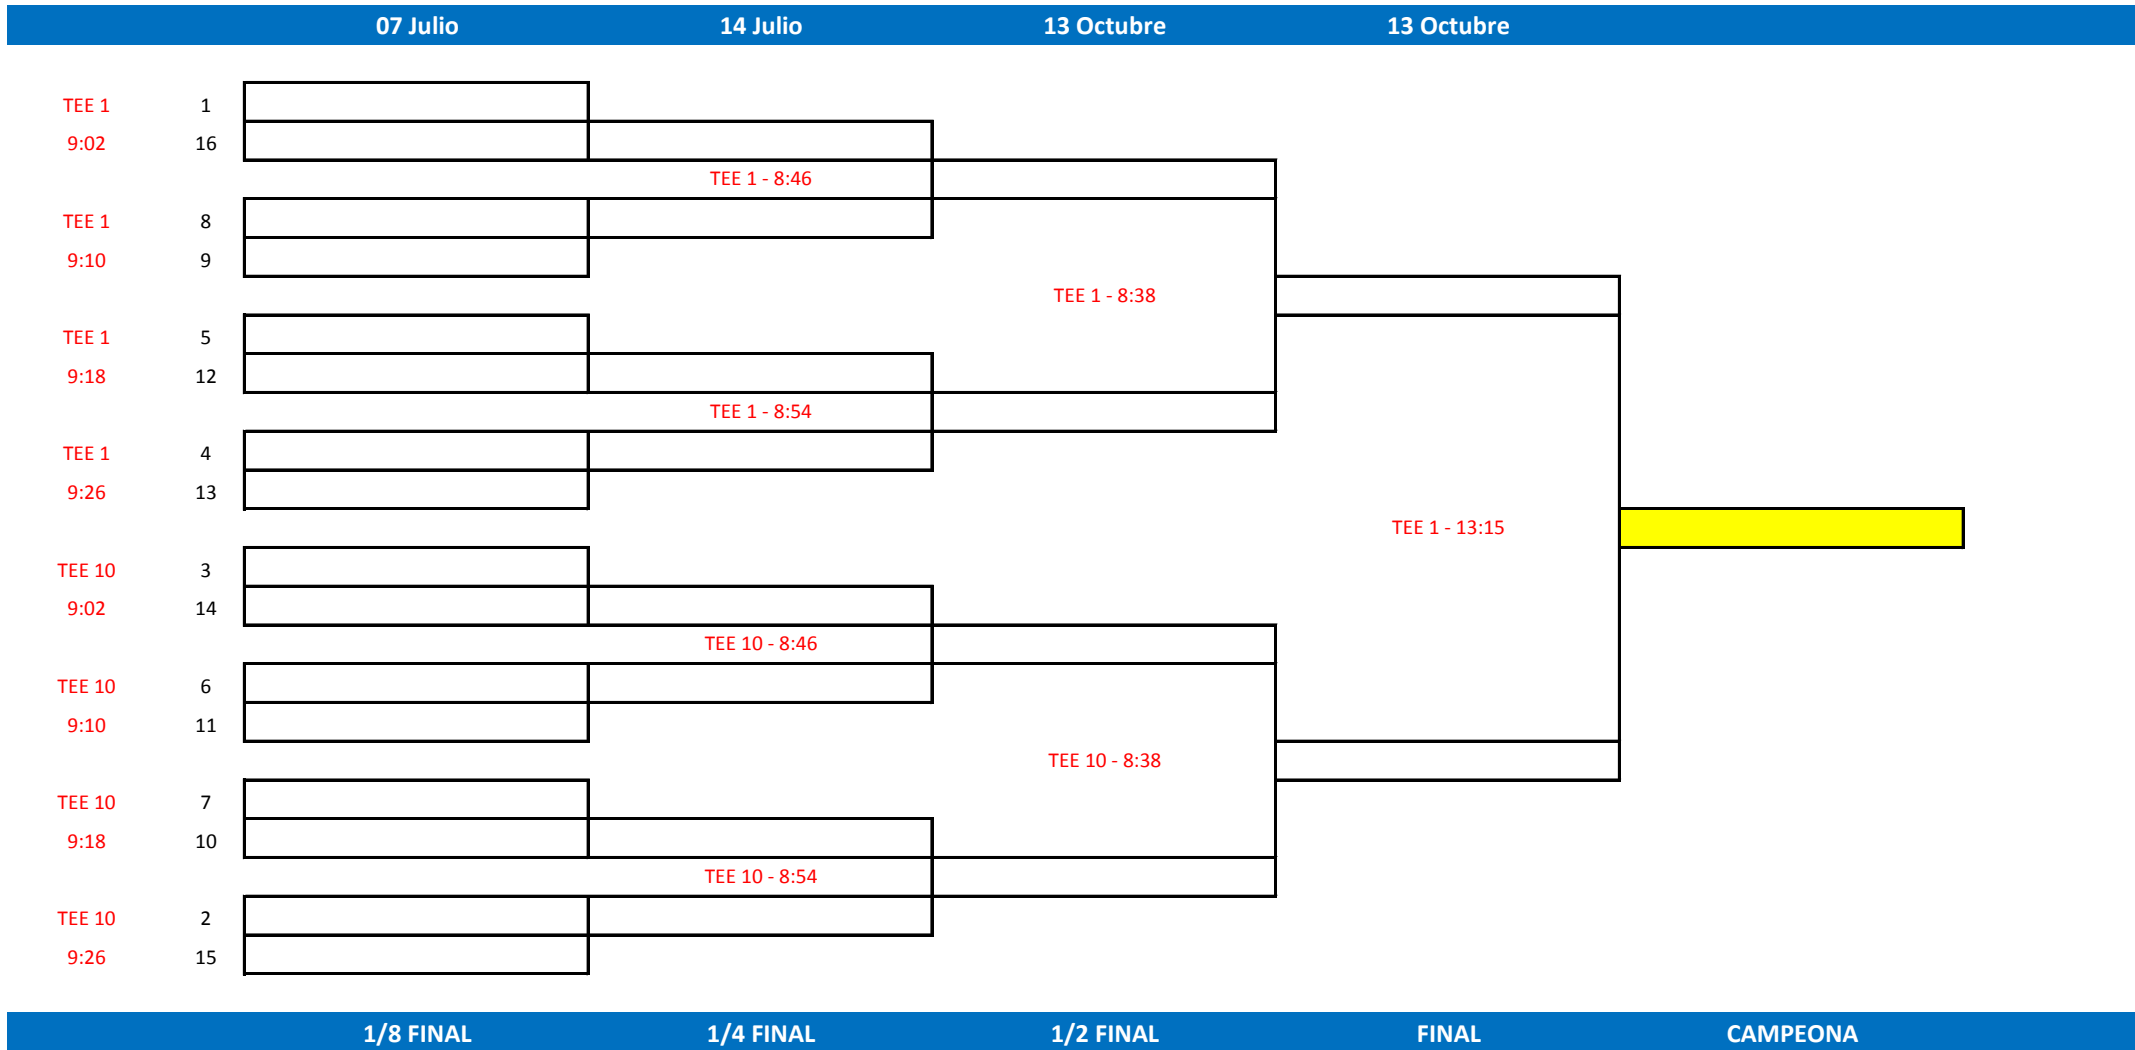 07 Julio 14 Julio 13 Octubre 13 Octubre
TEE 1 1
9:02 16
TEE 1 - 8:46
TEE 1 8
9:10 9
TEE 1 - 8:38
TEE 1 5
9:18 12
TEE 1 - 8:54
TEE 1 4
9:26 13
TEE 1 - 13:15
TEE 10 3
9:02 14
TEE 10 - 8:46
TEE 10 6
9:10 11
TEE 10 - 8:38
TEE 10 7
9:18 10
TEE 10 - 8:54
TEE 10 2
9:26 15
1/8 FINAL 1/4 FINAL 1/2 FINAL FINAL CAMPEONA